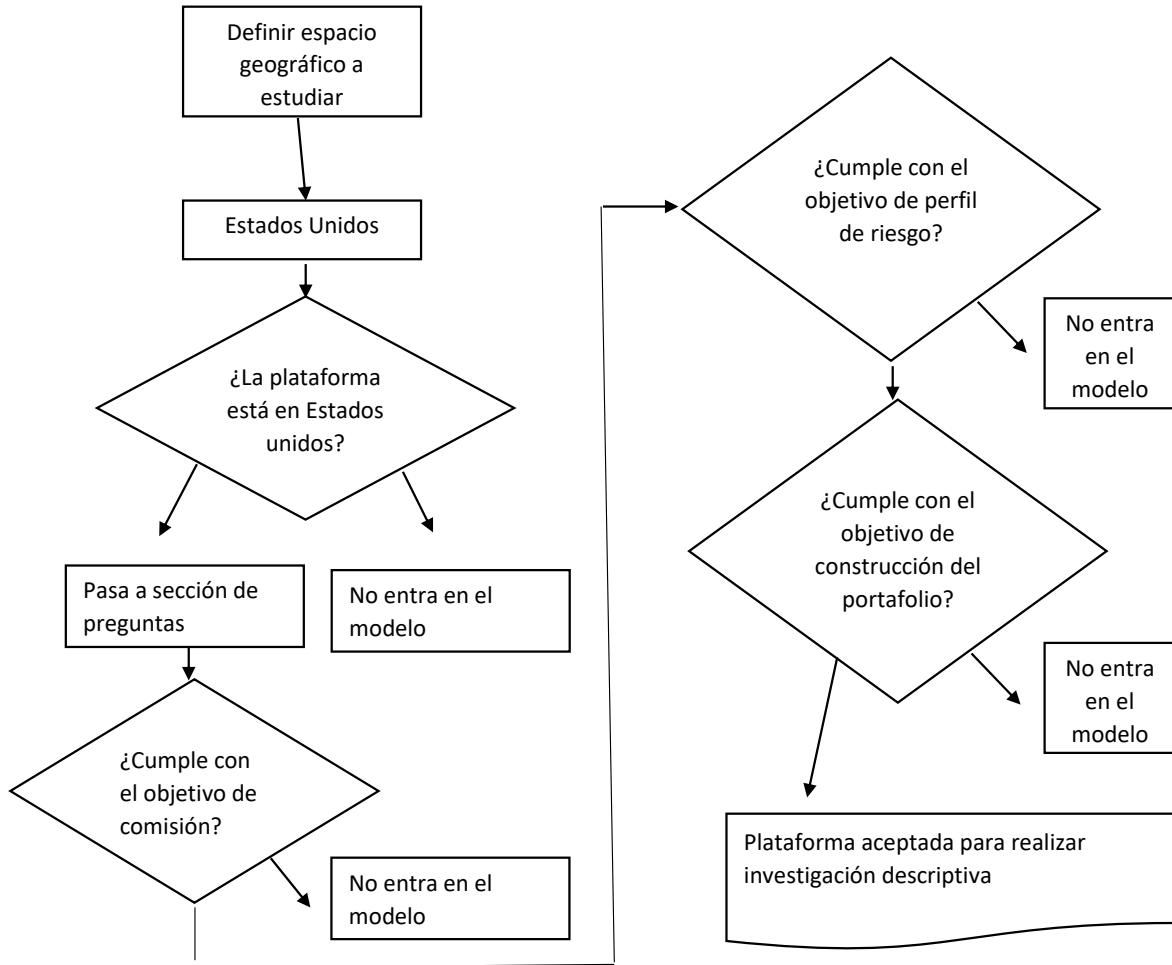 Definir espacio
geográfico a
estudiar
Estados Unidos
¿La plataforma
está en Estados
unidos?
Pasa a sección de
preguntas
No entra en el
modelo
¿Cumple con
el objetivo de
comisión?
No entra en el
modelo
¿Cumple con el
objetivo de perfil
de riesgo?
No entra
en el
modelo
¿Cumple con el
objetivo de
construcción del
portafolio?
No entra
en el
modelo
Plataforma aceptada para realizar
investigación descriptiva